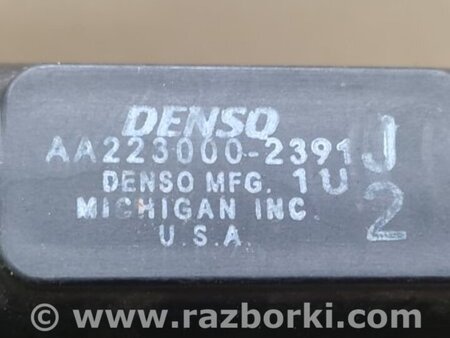 DENSO
AA223000-2391 J
DENSO MFG. 1U
MICHIGAN INC. 2
U.S.A.
© www.razborki.com